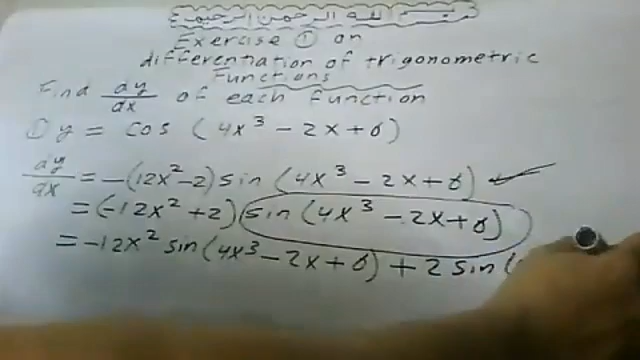 بسم الله الرحمن الرحيم
Exercise ① on
differentiation of trigonometric
Functions
Find dy/dx of each function
① y = cos (4x³ - 2x + 8)
dy/dx = -(12x² - 2) sin (4x³ - 2x + 8) ✓
= (-12x² + 2) (sin (4x³ - 2x + 8)
= -12x² sin (4x³ - 2x + 8) + 2 sin (